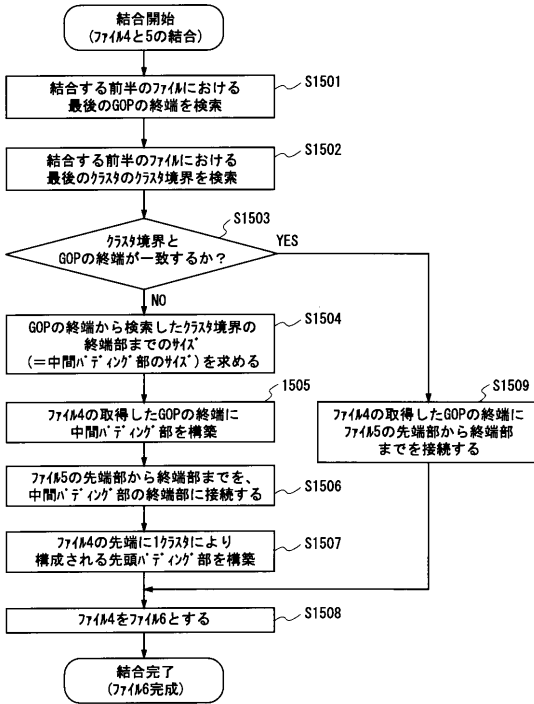 結合開始
(ﾌｧｲﾙ4と5の結合)
結合する前半のﾌｧｲﾙにおける
最後のGOPの終端を検索
S1501
結合する前半のﾌｧｲﾙにおける
最後のｸﾗｽﾀのｸﾗｽﾀ境界を検索
S1502
S1503
ｸﾗｽﾀ境界と
GOPの終端が一致するか？
YES
NO
GOPの終端から検索したｸﾗｽﾀ境界の
終端部までのｻｲｽﾞ
(＝中間ﾊﾟﾃﾞｨﾝｸﾞ部のｻｲｽﾞ)を求める
S1504
1505
ﾌｧｲﾙ4の取得したGOPの終端に
中間ﾊﾟﾃﾞｨﾝｸﾞ部を構築
S1509
ﾌｧｲﾙ4の取得したGOPの終端に
ﾌｧｲﾙ5の先端部から終端部
までを接続する
ﾌｧｲﾙ5の先端部から終端部までを、
中間ﾊﾟﾃﾞｨﾝｸﾞ部の終端部に接続する
S1506
ﾌｧｲﾙ4の先端に1ｸﾗｽﾀにより
構成される先頭ﾊﾟﾃﾞｨﾝｸﾞ部を構築
S1507
ﾌｧｲﾙ4をﾌｧｲﾙ6とする
S1508
結合完了
(ﾌｧｲﾙ6完成)